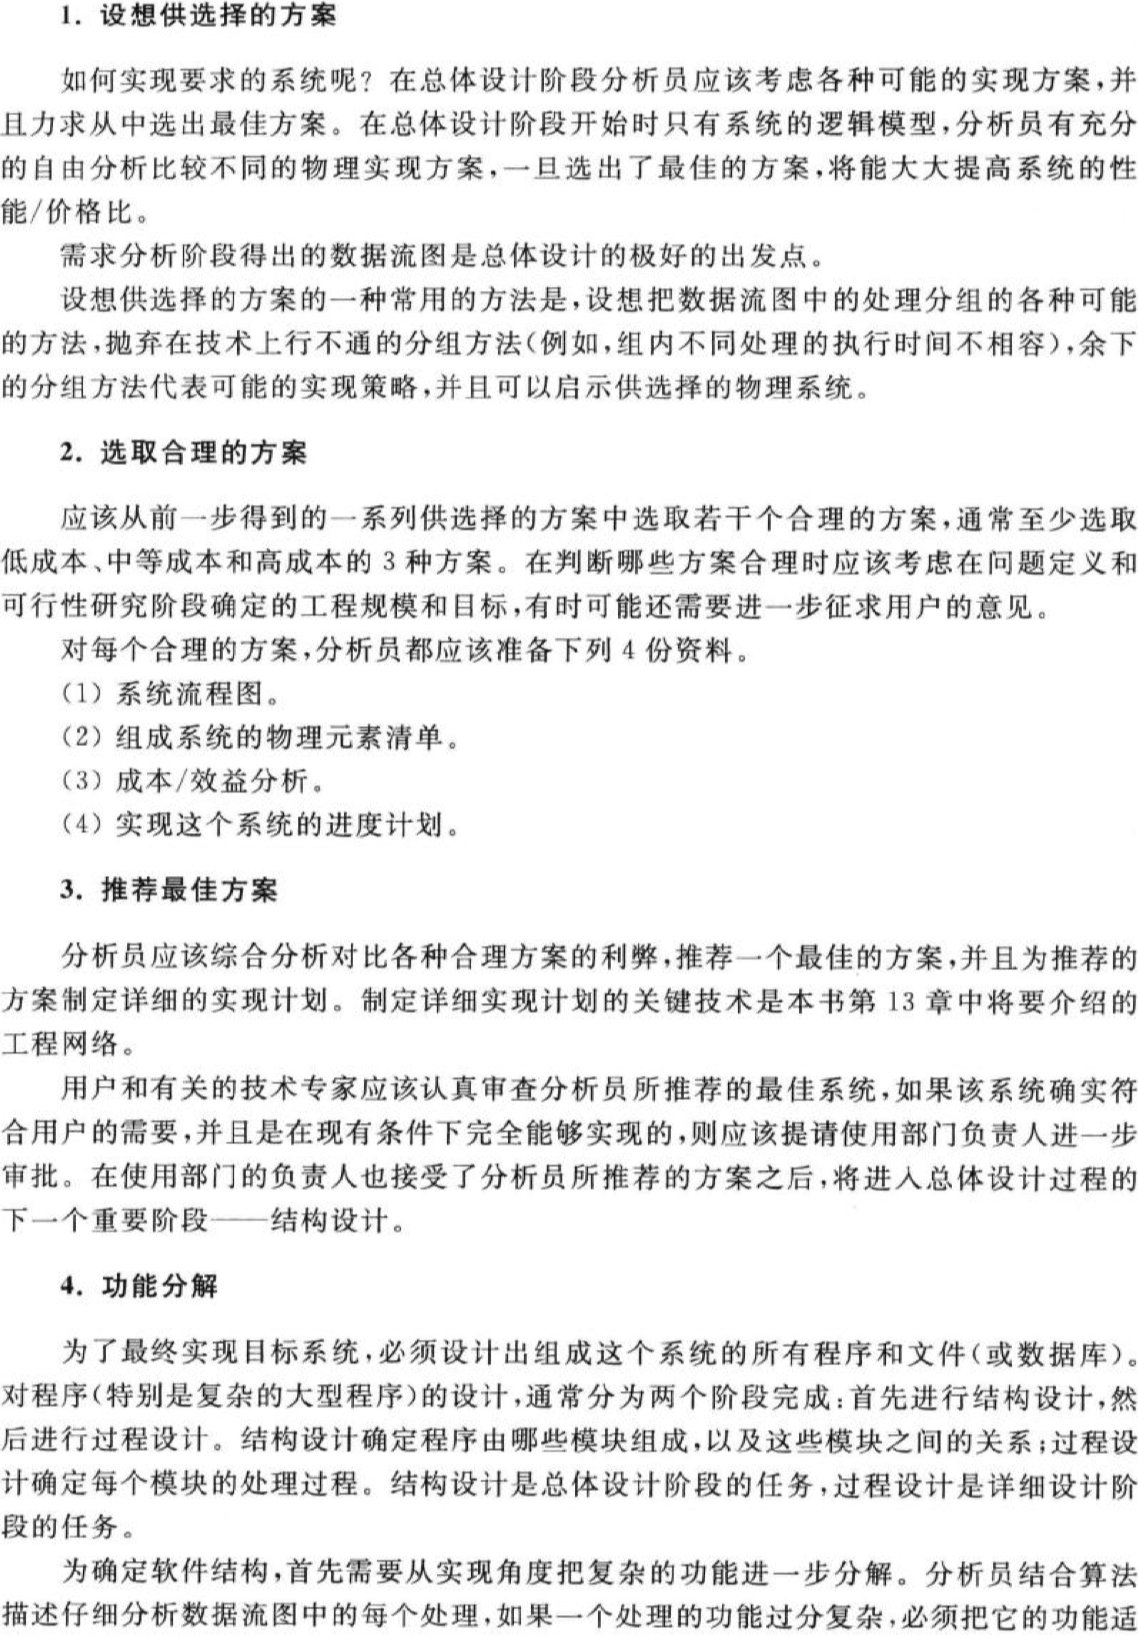 1. 设想供选择的方案
如何实现要求的系统呢？在总体设计阶段分析员应该考虑各种可能的实现方案，并
且力求从中选出最佳方案。在总体设计阶段开始时只有系统的逻辑模型，分析员有充分
的自由分析比较不同的物理实现方案，一旦选出了最佳的方案，将能大大提高系统的性
能/价格比。
需求分析阶段得出的数据流图是总体设计的极好的出发点。
设想供选择的方案的一种常用的方法是，设想把数据流图中的处理分组的各种可能
的方法，抛弃在技术上行不通的分组方法（例如，组内不同处理的执行时间不相容），余下
的分组方法代表可能的实现策略，并且可以启示供选择的物理系统。
2. 选取合理的方案
应该从前一步得到的一系列供选择的方案中选取若干个合理的方案，通常至少选取
低成本、中等成本和高成本的 3 种方案。在判断哪些方案合理时应该考虑在问题定义和
可行性研究阶段确定的工程规模和目标，有时可能还需要进一步征求用户的意见。
对每个合理的方案，分析员都应该准备下列 4 份资料。
（1）系统流程图。
（2）组成系统的物理元素清单。
（3）成本/效益分析。
（4）实现这个系统的进度计划。
3. 推荐最佳方案
分析员应该综合分析对比各种合理方案的利弊，推荐一个最佳的方案，并且为推荐的
方案制定详细的实现计划。制定详细实现计划的关键技术是本书第 13 章中将要介绍的
工程网络。
用户和有关的技术专家应该认真审查分析员所推荐的最佳系统，如果该系统确实符
合用户的需要，并且是在现有条件下完全能够实现的，则应该提请使用部门负责人进一步
审批。在使用部门的负责人也接受了分析员所推荐的方案之后，将进入总体设计过程的
下一个重要阶段——结构设计。
4. 功能分解
为了最终实现目标系统，必须设计出组成这个系统的所有程序和文件（或数据库）。
对程序（特别是复杂的大型程序）的设计，通常分为两个阶段完成：首先进行结构设计，然
后进行过程设计。结构设计确定程序由哪些模块组成，以及这些模块之间的关系；过程设
计确定每个模块的处理过程。结构设计是总体设计阶段的任务，过程设计是详细设计阶
段的任务。
为确定软件结构，首先需要从实现角度把复杂的功能进一步分解。分析员结合算法
描述仔细分析数据流图中的每个处理，如果一个处理的功能过分复杂，必须把它的功能适